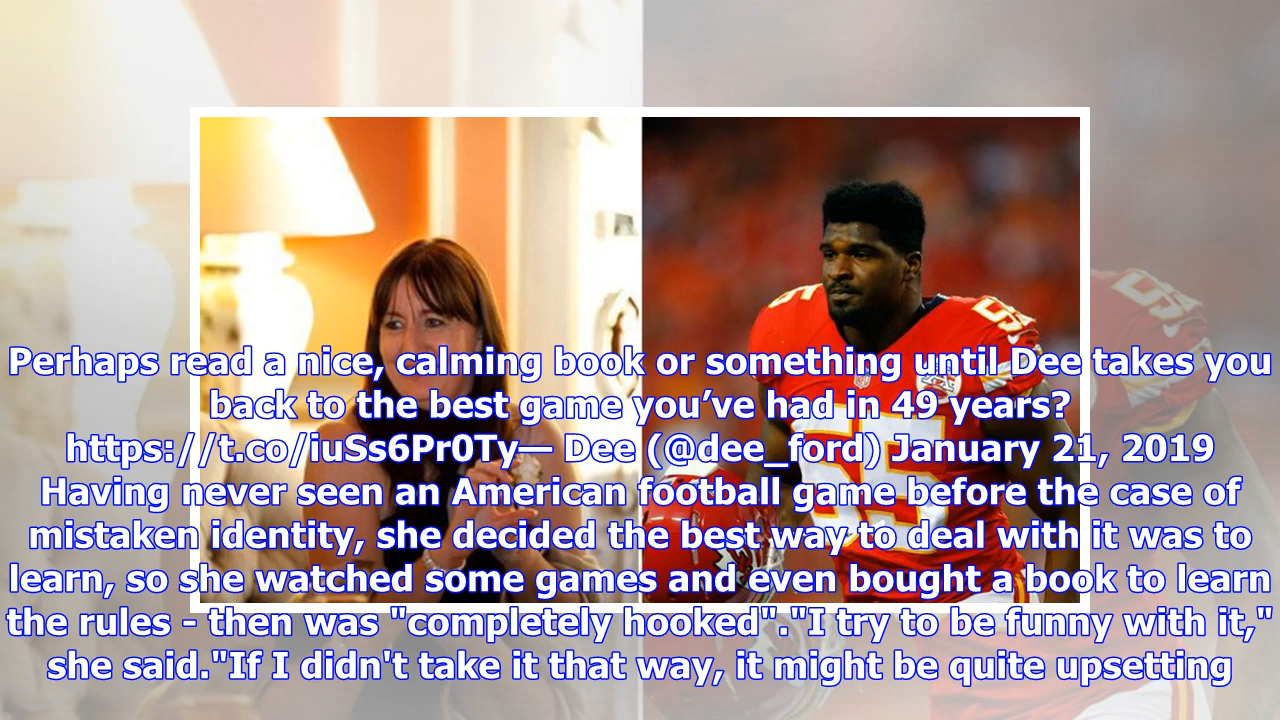 Perhaps read a nice, calming book or something until Dee takes you
back to the best game you’ve had in 49 years?
https://t.co/iuSs6Pr0Ty— Dee (@dee_ford) January 21, 2019
Having never seen an American football game before the case of
mistaken identity, she decided the best way to deal with it was to
learn, so she watched some games and even bought a book to learn
the rules - then was "completely hooked"."I try to be funny with it,"
she said."If I didn't take it that way, it might be quite upsetting
55